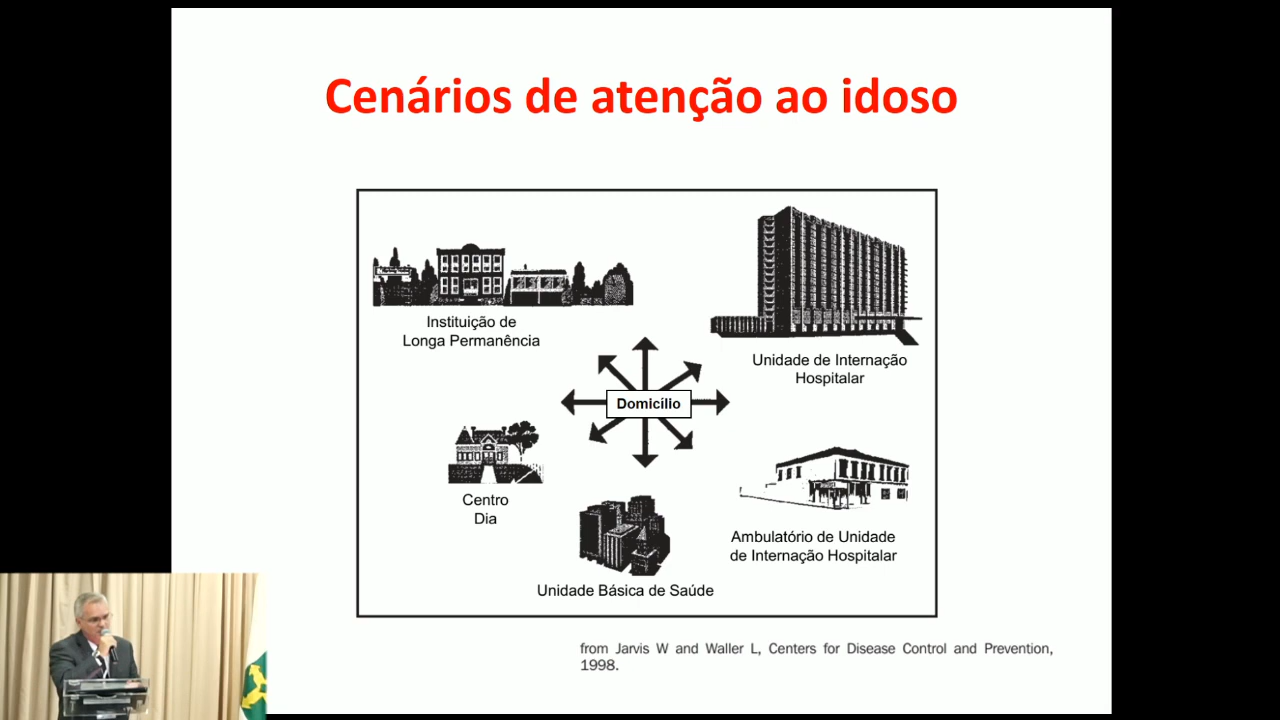 Cenários de atenção ao idoso
Instituição de
Longa Permanência
Unidade de Internação
Hospitalar
Domicílio
Centro
Dia
Ambulatório de Unidade
de Internação Hospitalar
Unidade Básica de Saúde
from Jarvis W and Waller L, Centers for Disease Control and Prevention,
1998.